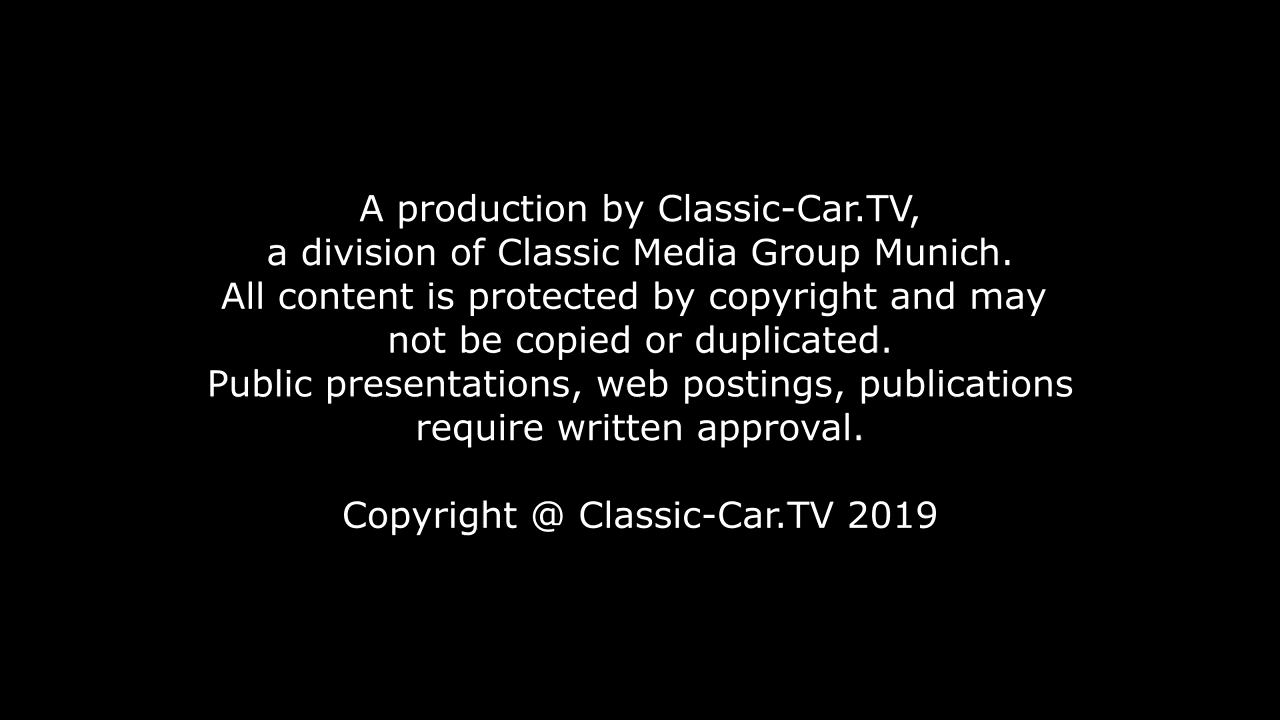 A production by Classic-Car.TV,
a division of Classic Media Group Munich.
All content is protected by copyright and may
not be copied or duplicated.
Public presentations, web postings, publications
require written approval.
Copyright @ Classic-Car.TV 2019